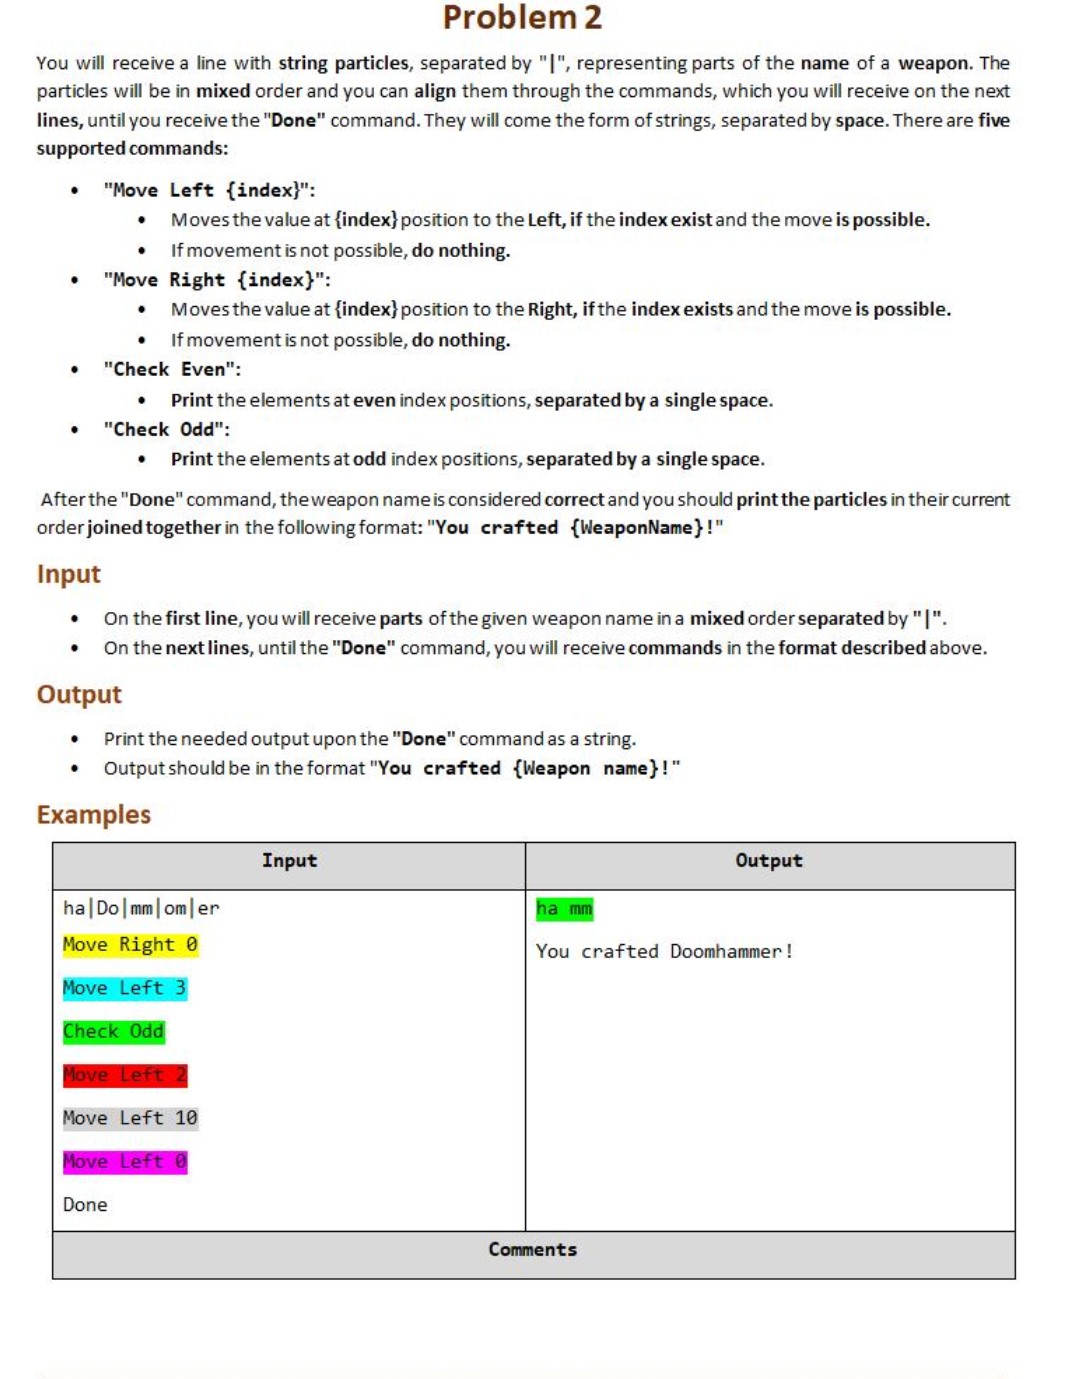 Problem 2
You will receive a line with string particles, separated by "|", representing parts of the name of a weapon. The
particles will be in mixed order and you can align them through the commands, which you will receive on the next
lines, until you receive the "Done" command. They will come the form of strings, separated by space. There are five
supported commands:
• "Move Left {index}":
• Moves the value at {index} position to the Left, if the index exist and the move is possible.
• If movement is not possible, do nothing.
• "Move Right {index}":
• Moves the value at {index} position to the Right, if the index exists and the move is possible.
• If movement is not possible, do nothing.
• "Check Even":
• Print the elements at even index positions, separated by a single space.
• "Check Odd":
• Print the elements at odd index positions, separated by a single space.
After the "Done" command, the weapon name is considered correct and you should print the particles in their current
order joined together in the following format: "You crafted {WeaponName}!"
Input
• On the first line, you will receive parts of the given weapon name in a mixed order separated by "|".
• On the next lines, until the "Done" command, you will receive commands in the format described above.
Output
• Print the needed output upon the "Done" command as a string.
• Output should be in the format "You crafted {Weapon name}!"
Examples
Input Output
ha|Do|mm|om|er
Move Right 0
Move Left 3
Check Odd
Move Left 2
Move Left 10
Move Left 0
Done
ha mm
You crafted Doomhammer!
Comments